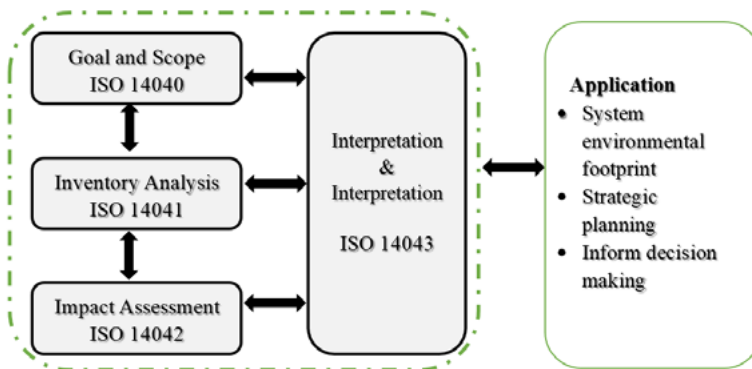 Goal and Scope
ISO 14040
Inventory Analysis
ISO 14041
Impact Assessment
ISO 14042
Interpretation
&
Interpretation
ISO 14043
Application
• System
environmental
footprint
• Strategic
planning
• Inform decision
making